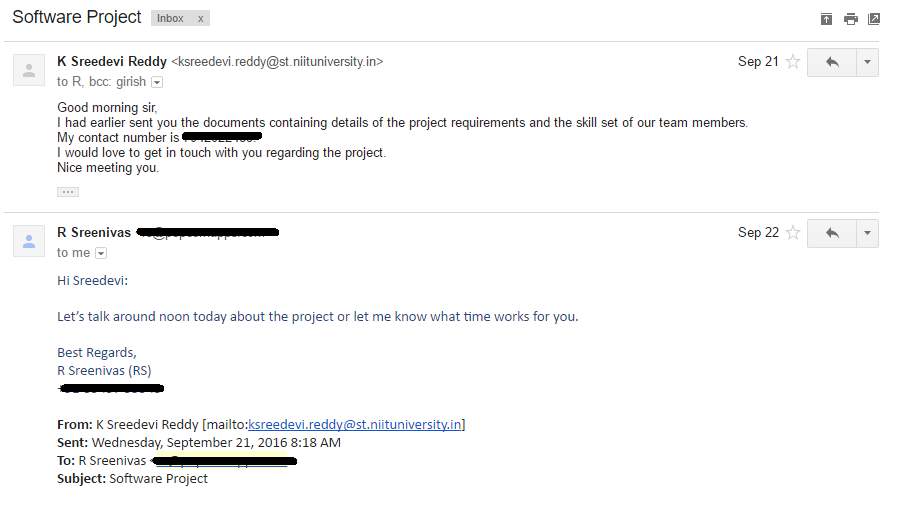 Software Project Inbox x
K Sreedevi Reddy <ksreedevi.reddy@st.niituniversity.in> Sep 21
to R, bcc: girish
Good morning sir,
I had earlier sent you the documents containing details of the project requirements and the skill set of our team members.
My contact number is
I would love to get in touch with you regarding the project.
Nice meeting you.
R Sreenivas Sep 22
to me
Hi Sreedevi:
Let's talk around noon today about the project or let me know what time works for you.
Best Regards,
R Sreenivas (RS)
From: K Sreedevi Reddy [mailto:ksreedevi.reddy@st.niituniversity.in]
Sent: Wednesday, September 21, 2016 8:18 AM
To: R Sreenivas
Subject: Software Project